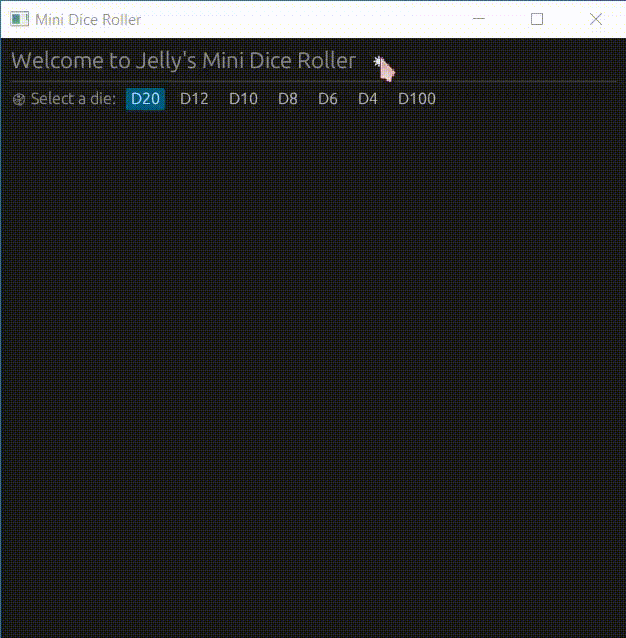 Mini Dice Roller
Welcome to Jelly's Mini Dice Roller
Select a die: D20 D12 D10 D8 D6 D4 D100